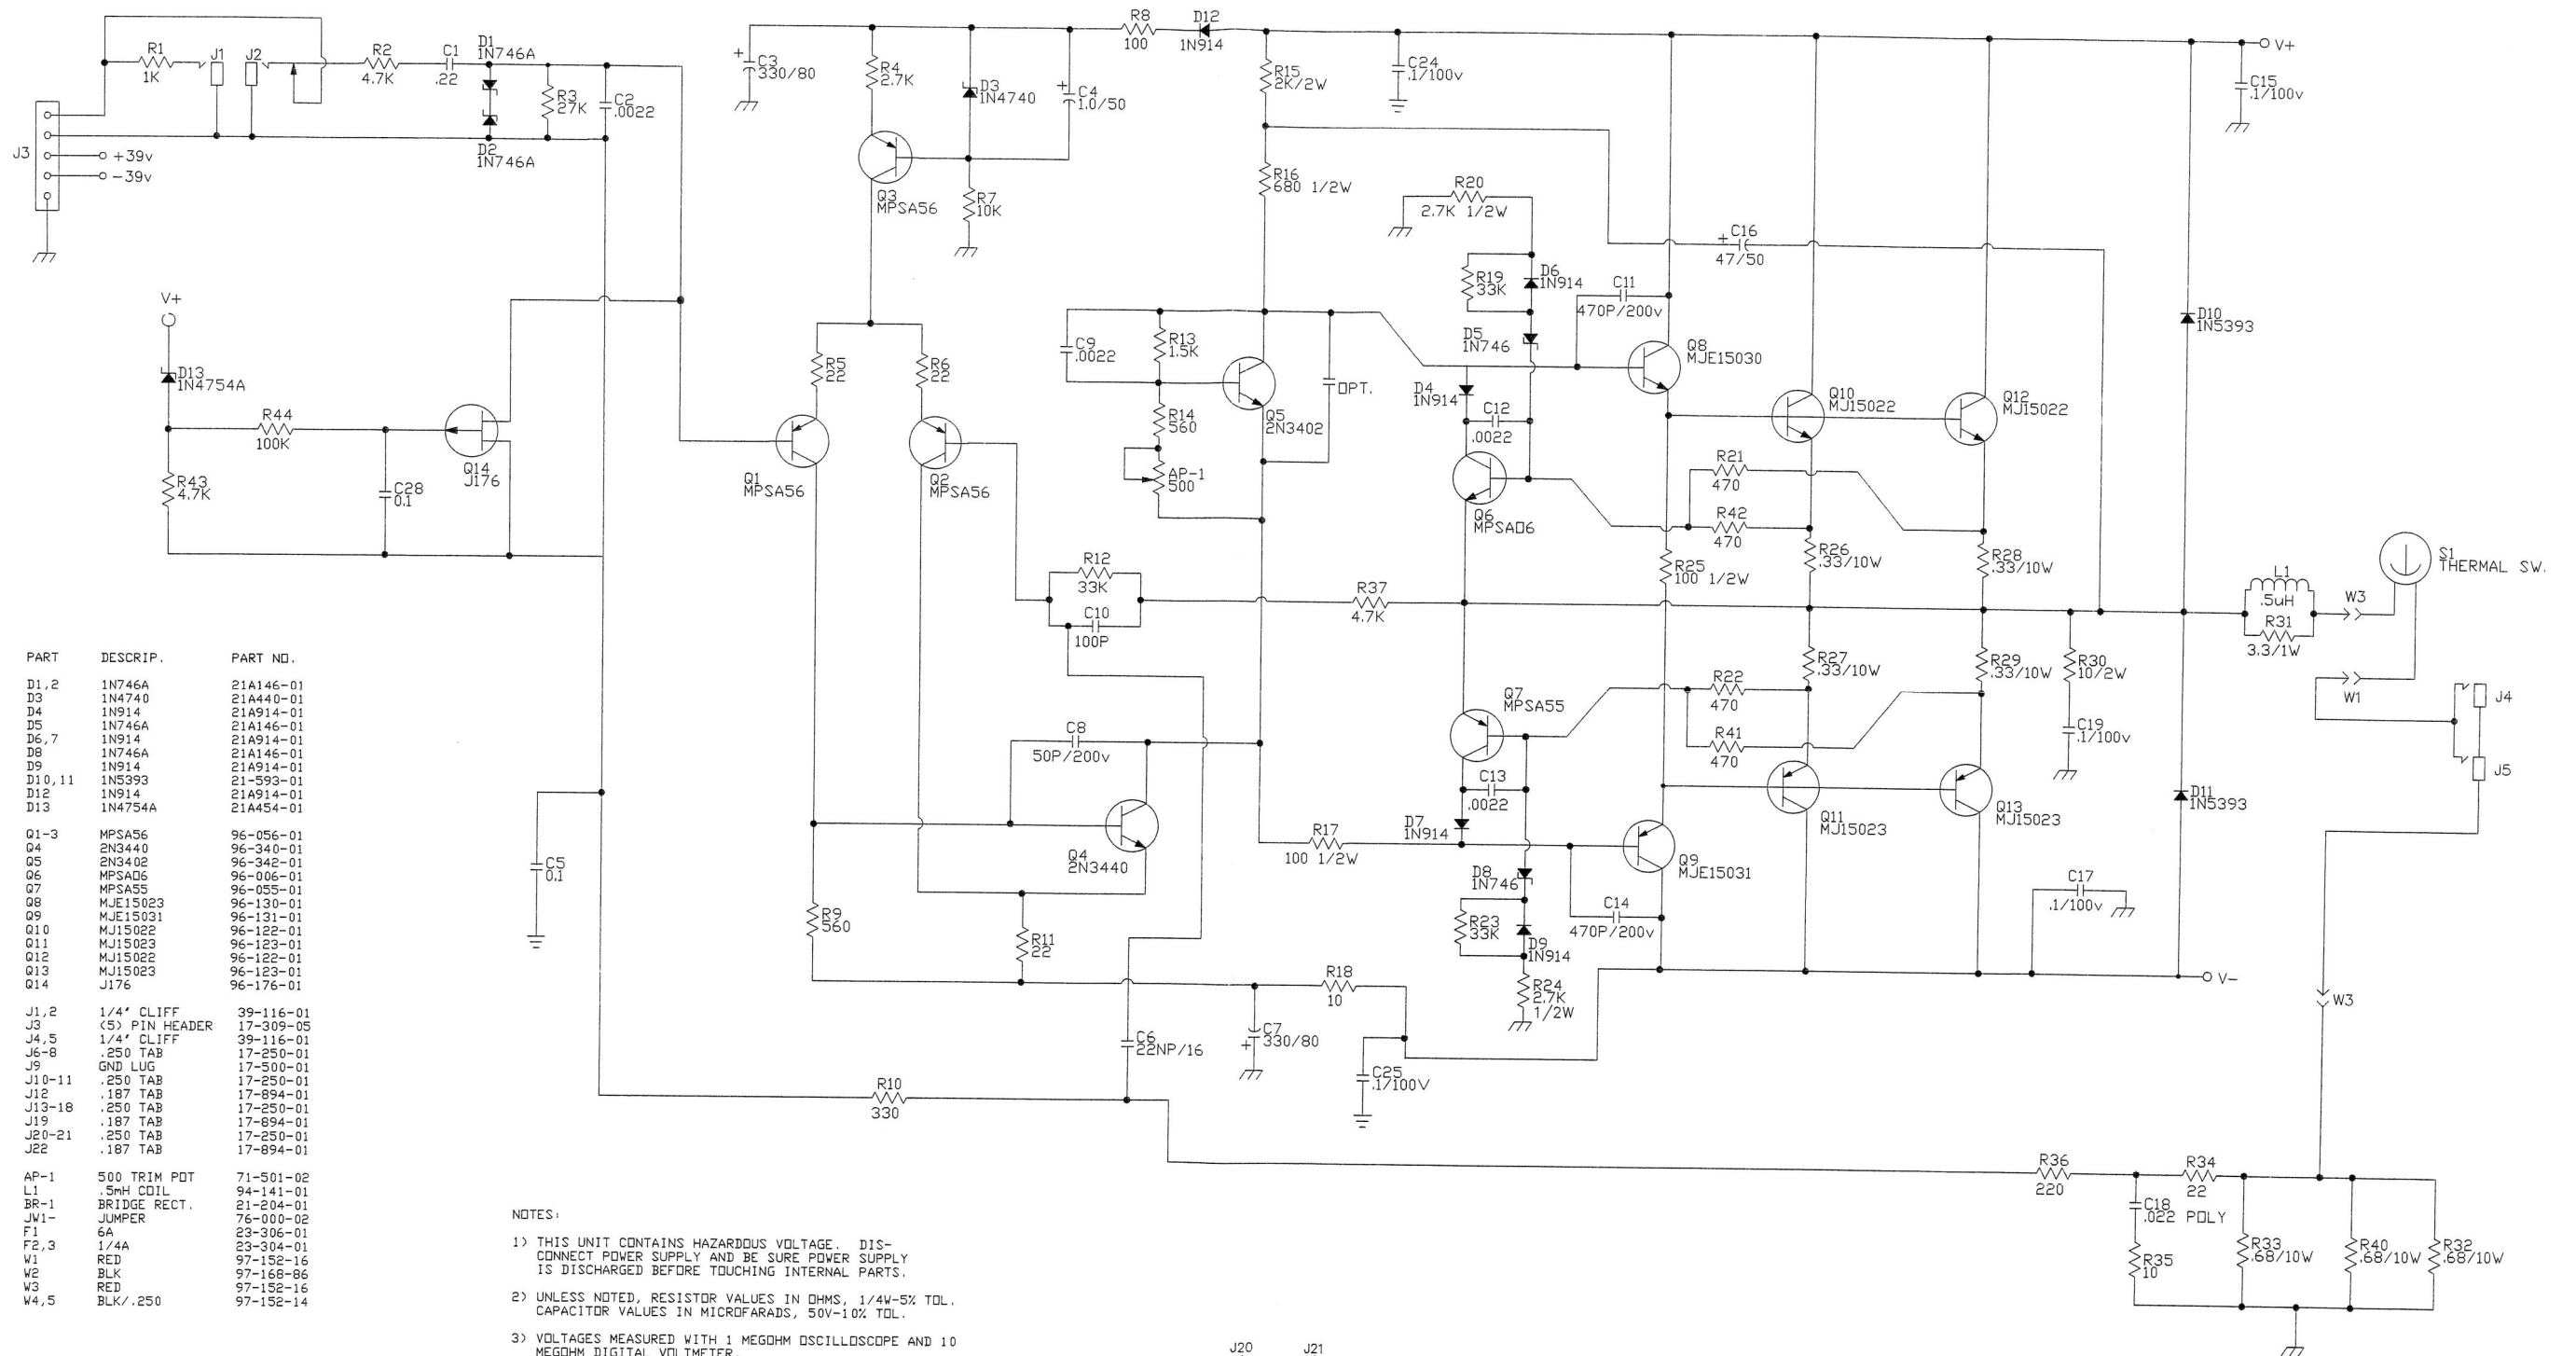 R1
1K
J1
J2
R2
4.7K
C1
.22
D1
1N746A
R3
27K
C2
.0022
D2
1N746A
J3
+39v
-39v
C3
330/80
+
R4
2.7K
D3
1N4740
+
C4
1.0/50
R8
100
D12
1N914
R15
2K/2W
C24
.1/100v
V+
C15
.1/100v
Q3
MPSA56
R7
10K
R16
680 1/2W
R20
2.7K 1/2W
+
C16
47/50
R19
33K
D6
1N914
C11
470P/200v
D5
1N746
D10
1N5393
V+
D13
1N4754A
R44
100K
R43
4.7K
C28
0.1
Q14
J176
R5
22
R6
22
Q1
MPSA56
Q2
MPSA56
C9
.0022
R13
1.5K
R14
560
AP-1
500
Q5
2N3402
OPT.
D4
1N914
C12
.0022
Q6
MPSA06
Q8
MJE15030
Q10
MJ15022
Q12
MJ15022
R21
470
R42
470
R25
100 1/2W
R26
.33/10W
R28
.33/10W
R12
33K
C10
100P
R37
4.7K
L1
.5uH
R31
3.3/1W
W3
S1
THERMAL SW.
W1
J4
J5
R27
.33/10W
R29
.33/10W
R30
10/2W
C19
.1/100v
Q7
MPSA55
R22
470
R41
470
C13
.0022
D7
1N914
R17
100 1/2W
Q9
MJE15031
Q11
MJ15023
Q13
MJ15023
D11
1N5393
C8
50P/200v
Q4
2N3440
D8
1N746
R23
33K
D9
1N914
C14
470P/200v
C17
.1/100v
V-
R24
2.7K
1/2W
C5
0.1
R9
560
R11
22
R18
10
C6
22NP/16
C7
330/80
+
C25
.1/100V
R10
330
W3
R36
220
R34
22
C18
.022 POLY
R35
10
R33
.68/10W
R40
.68/10W
R32
.68/10W
PART DESCRIP. PART NO.
D1,2 1N746A 21A146-01
D3 1N4740 21A440-01
D4 1N914 21A914-01
D5 1N746A 21A146-01
D6,7 1N914 21A914-01
D8 1N746A 21A146-01
D9 1N914 21A914-01
D10,11 1N5393 21-593-01
D12 1N914 21A914-01
D13 1N4754A 21A454-01
Q1-3 MPSA56 96-056-01
Q4 2N3440 96-340-01
Q5 2N3402 96-342-01
Q6 MPSA06 96-006-01
Q7 MPSA55 96-055-01
Q8 MJE15023 96-130-01
Q9 MJE15031 96-131-01
Q10 MJ15022 96-122-01
Q11 MJ15023 96-123-01
Q12 MJ15022 96-122-01
Q13 MJ15023 96-123-01
Q14 J176 96-176-01
J1,2 1/4" CLIFF 39-116-01
J3 (5) PIN HEADER 17-309-05
J4,5 1/4" CLIFF 39-116-01
J6-8 .250 TAB 17-250-01
J9 GND LUG 17-500-01
J10-11 .250 TAB 17-250-01
J12 .187 TAB 17-894-01
J13-18 .250 TAB 17-250-01
J19 .187 TAB 17-894-01
J20-21 .250 TAB 17-250-01
J22 .187 TAB 17-894-01
AP-1 500 TRIM POT 71-501-02
L1 .5mH COIL 94-141-01
BR-1 BRIDGE RECT. 21-204-01
JW1- JUMPER 76-000-02
F1 6A 23-306-01
F2,3 1/4A 23-304-01
W1 RED 97-152-16
W2 BLK 97-168-86
W3 RED 97-152-16
W4,5 BLK/.250 97-152-14
NOTES:
1) THIS UNIT CONTAINS HAZARDOUS VOLTAGE. DIS-
CONNECT POWER SUPPLY AND BE SURE POWER SUPPLY
IS DISCHARGED BEFORE TOUCHING INTERNAL PARTS.
2) UNLESS NOTED, RESISTOR VALUES IN OHMS, 1/4W-5% TOL.
CAPACITOR VALUES IN MICROFARADS, 50V-10% TOL.
3) VOLTAGES MEASURED WITH 1 MEGOHM OSCILLOSCOPE AND 10
MEGOHM DIGITAL VOLTMETER.
J20
J21